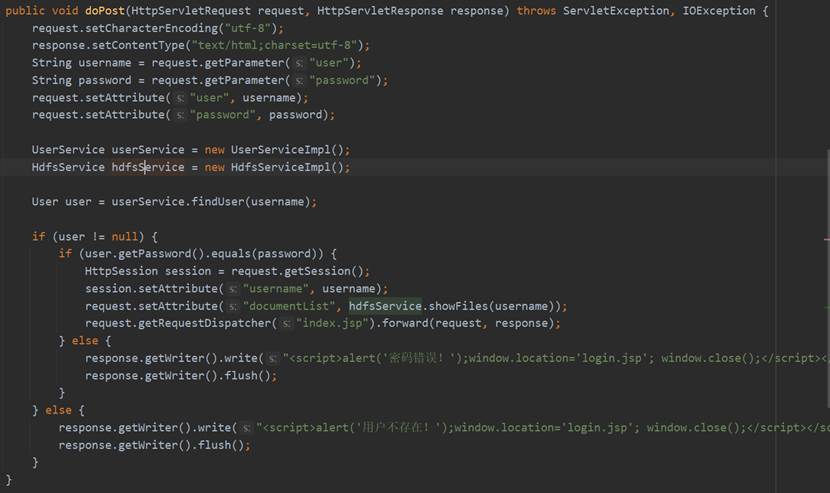 public void doPost(HttpServletRequest request, HttpServletResponse response) throws ServletException, IOException {
request.setCharacterEncoding("utf-8");
response.setContentType("text/html;charset=utf-8");
String username = request.getParameter( s: "user");
String password = request.getParameter( s: "password");
request.setAttribute( s: "user", username);
request.setAttribute( s: "password", password);
UserService userService = new UserServiceImpl();
HdfsService hdfsService = new HdfsServiceImpl();
User user = userService.findUser(username);
if (user != null) {
if (user.getPassword().equals(password)) {
HttpSession session = request.getSession();
session.setAttribute( s: "username", username);
request.setAttribute( s: "documentList", hdfsService.showFiles(username));
request.getRequestDispatcher( s: "index.jsp").forward(request, response);
} else {
response.getWriter().write( s: "<script>alert('密码错误！');window.location='login.jsp'; window.close();</script><
response.getWriter().flush();
}
} else {
response.getWriter().write( s: "<script>alert('用户不存在！');window.location='login.jsp'; window.close();</script></s
response.getWriter().flush();
}
}